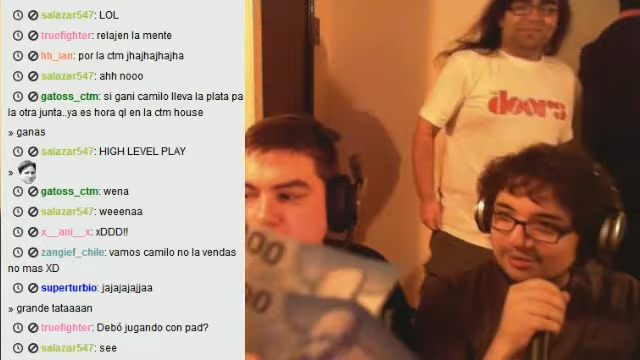 salazar547: LOL
truefighter: relajen la mente
hh_ian: por la ctm jhajhajhajha
salazar547: ahh nooo
gatoss_ctm: si gani camilo lleva la plata pa
la otra junta..ya es hora ql en la ctm house
» ganas
salazar547: HIGH LEVEL PLAY
»
gatoss_ctm: wena
salazar547: weeenaa
x__ani__x: xDDD!!
zangief_chile: vamos camilo no la vendas
no mas XD
superturbio: jajajajajjaa
» grande tataaaan
truefighter: Debó jugando con pad?
salazar547: see
doors
00